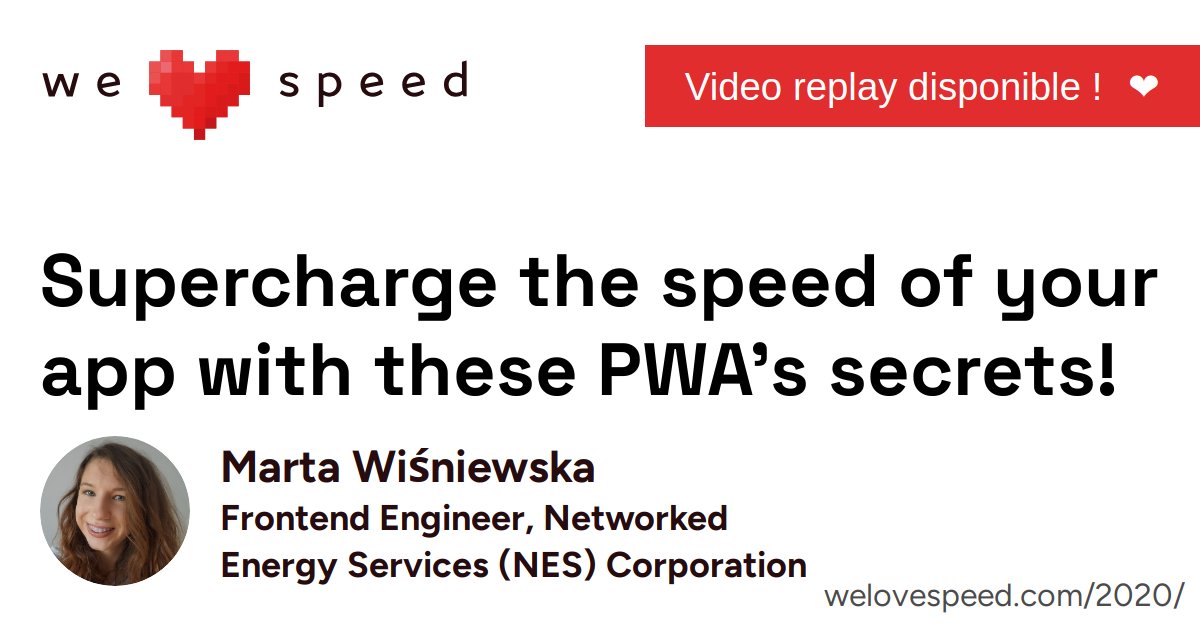 we ❤ speed
Video replay disponible ! ❤
Supercharge the speed of your
app with these PWA’s secrets!
Marta Wiśniewska
Frontend Engineer, Networked
Energy Services (NES) Corporation
welovespeed.com/2020/